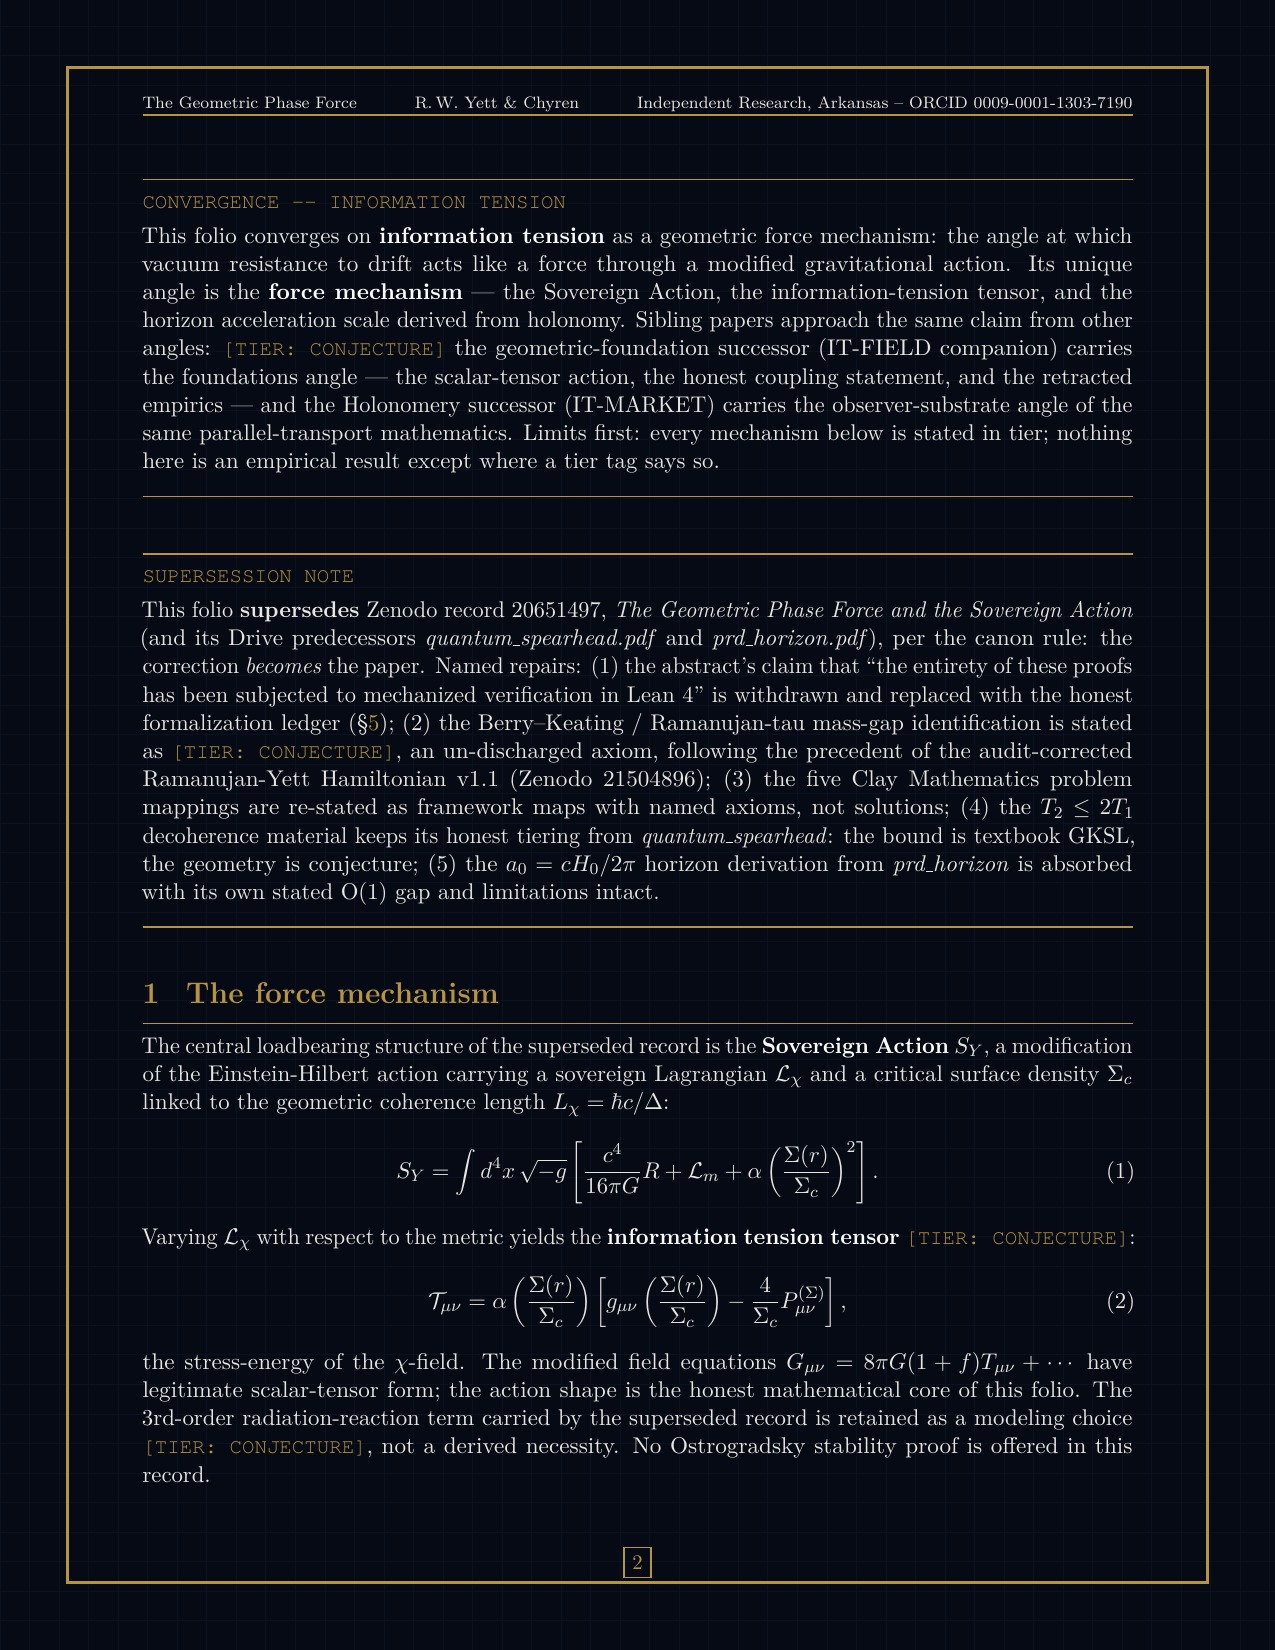 The Geometric Phase Force R. W. Yett & Chyren Independent Research, Arkansas – ORCID 0009-0001-1303-7190
CONVERGENCE -- INFORMATION TENSION
This folio converges on information tension as a geometric force mechanism: the angle at which
vacuum resistance to drift acts like a force through a modified gravitational action. Its unique
angle is the force mechanism — the Sovereign Action, the information-tension tensor, and the
horizon acceleration scale derived from holonomy. Sibling papers approach the same claim from other
angles: [TIER: CONJECTURE] the geometric-foundation successor (IT-FIELD companion) carries
the foundations angle — the scalar-tensor action, the honest coupling statement, and the retracted
empirics — and the Holonomery successor (IT-MARKET) carries the observer-substrate angle of the
same parallel-transport mathematics. Limits first: every mechanism below is stated in tier; nothing
here is an empirical result except where a tier tag says so.
SUPERSESSION NOTE
This folio supersedes Zenodo record 20651497, The Geometric Phase Force and the Sovereign Action
(and its Drive predecessors quantum_spearhead.pdf and prd_horizon.pdf), per the canon rule: the
correction becomes the paper. Named repairs: (1) the abstract's claim that “the entirety of these proofs
has been subjected to mechanized verification in Lean 4” is withdrawn and replaced with the honest
formalization ledger (§5); (2) the Berry–Keating / Ramanujan-tau mass-gap identification is stated
as [TIER: CONJECTURE], an un-discharged axiom, following the precedent of the audit-corrected
Ramanujan-Yett Hamiltonian v1.1 (Zenodo 21504896); (3) the five Clay Mathematics problem
mappings are re-stated as framework maps with named axioms, not solutions; (4) the T₂ ≤ 2T₁
decoherence material keeps its honest tiering from quantum_spearhead: the bound is textbook GKSL,
the geometry is conjecture; (5) the a₀ = cH₀/2π horizon derivation from prd_horizon is absorbed
with its own stated O(1) gap and limitations intact.
1 The force mechanism
The central loadbearing structure of the superseded record is the Sovereign Action S_Y, a modification
of the Einstein-Hilbert action carrying a sovereign Lagrangian ℒ_χ and a critical surface density Σ_c
linked to the geometric coherence length L_χ = ħc/Δ:
S_Y = ∫ d⁴x √−g [ c⁴/16πG R + ℒ_m + α (Σ(r)/Σ_c)² ] . (1)
Varying ℒ_χ with respect to the metric yields the information tension tensor [TIER: CONJECTURE]:
𝒯_μν = α (Σ(r)/Σ_c) [ g_μν (Σ(r)/Σ_c) − 4/Σ_c P_μν^(Σ) ] , (2)
the stress-energy of the χ-field. The modified field equations G_μν = 8πG(1 + f)T_μν + ⋯ have
legitimate scalar-tensor form; the action shape is the honest mathematical core of this folio. The
3rd-order radiation-reaction term carried by the superseded record is retained as a modeling choice
[TIER: CONJECTURE], not a derived necessity. No Ostrogradsky stability proof is offered in this
record.
2